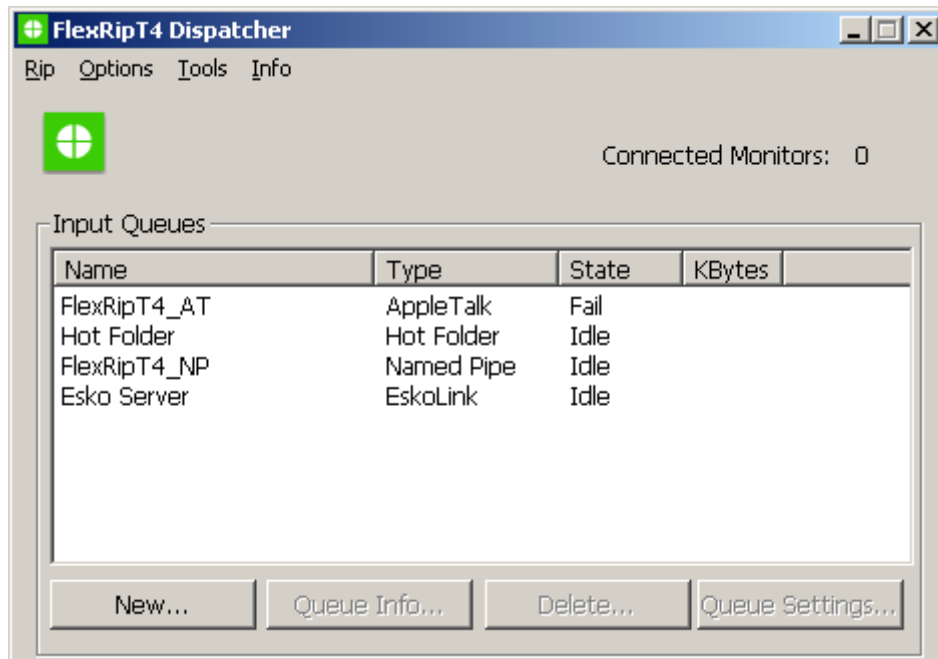 FlexRipT4 Dispatcher
Rip Options Tools Info
Connected Monitors: 0
Input Queues
Name Type State KBytes
FlexRipT4_AT AppleTalk Fail
Hot Folder Hot Folder Idle
FlexRipT4_NP Named Pipe Idle
Esko Server EskoLink Idle
New... Queue Info... Delete... Queue Settings...